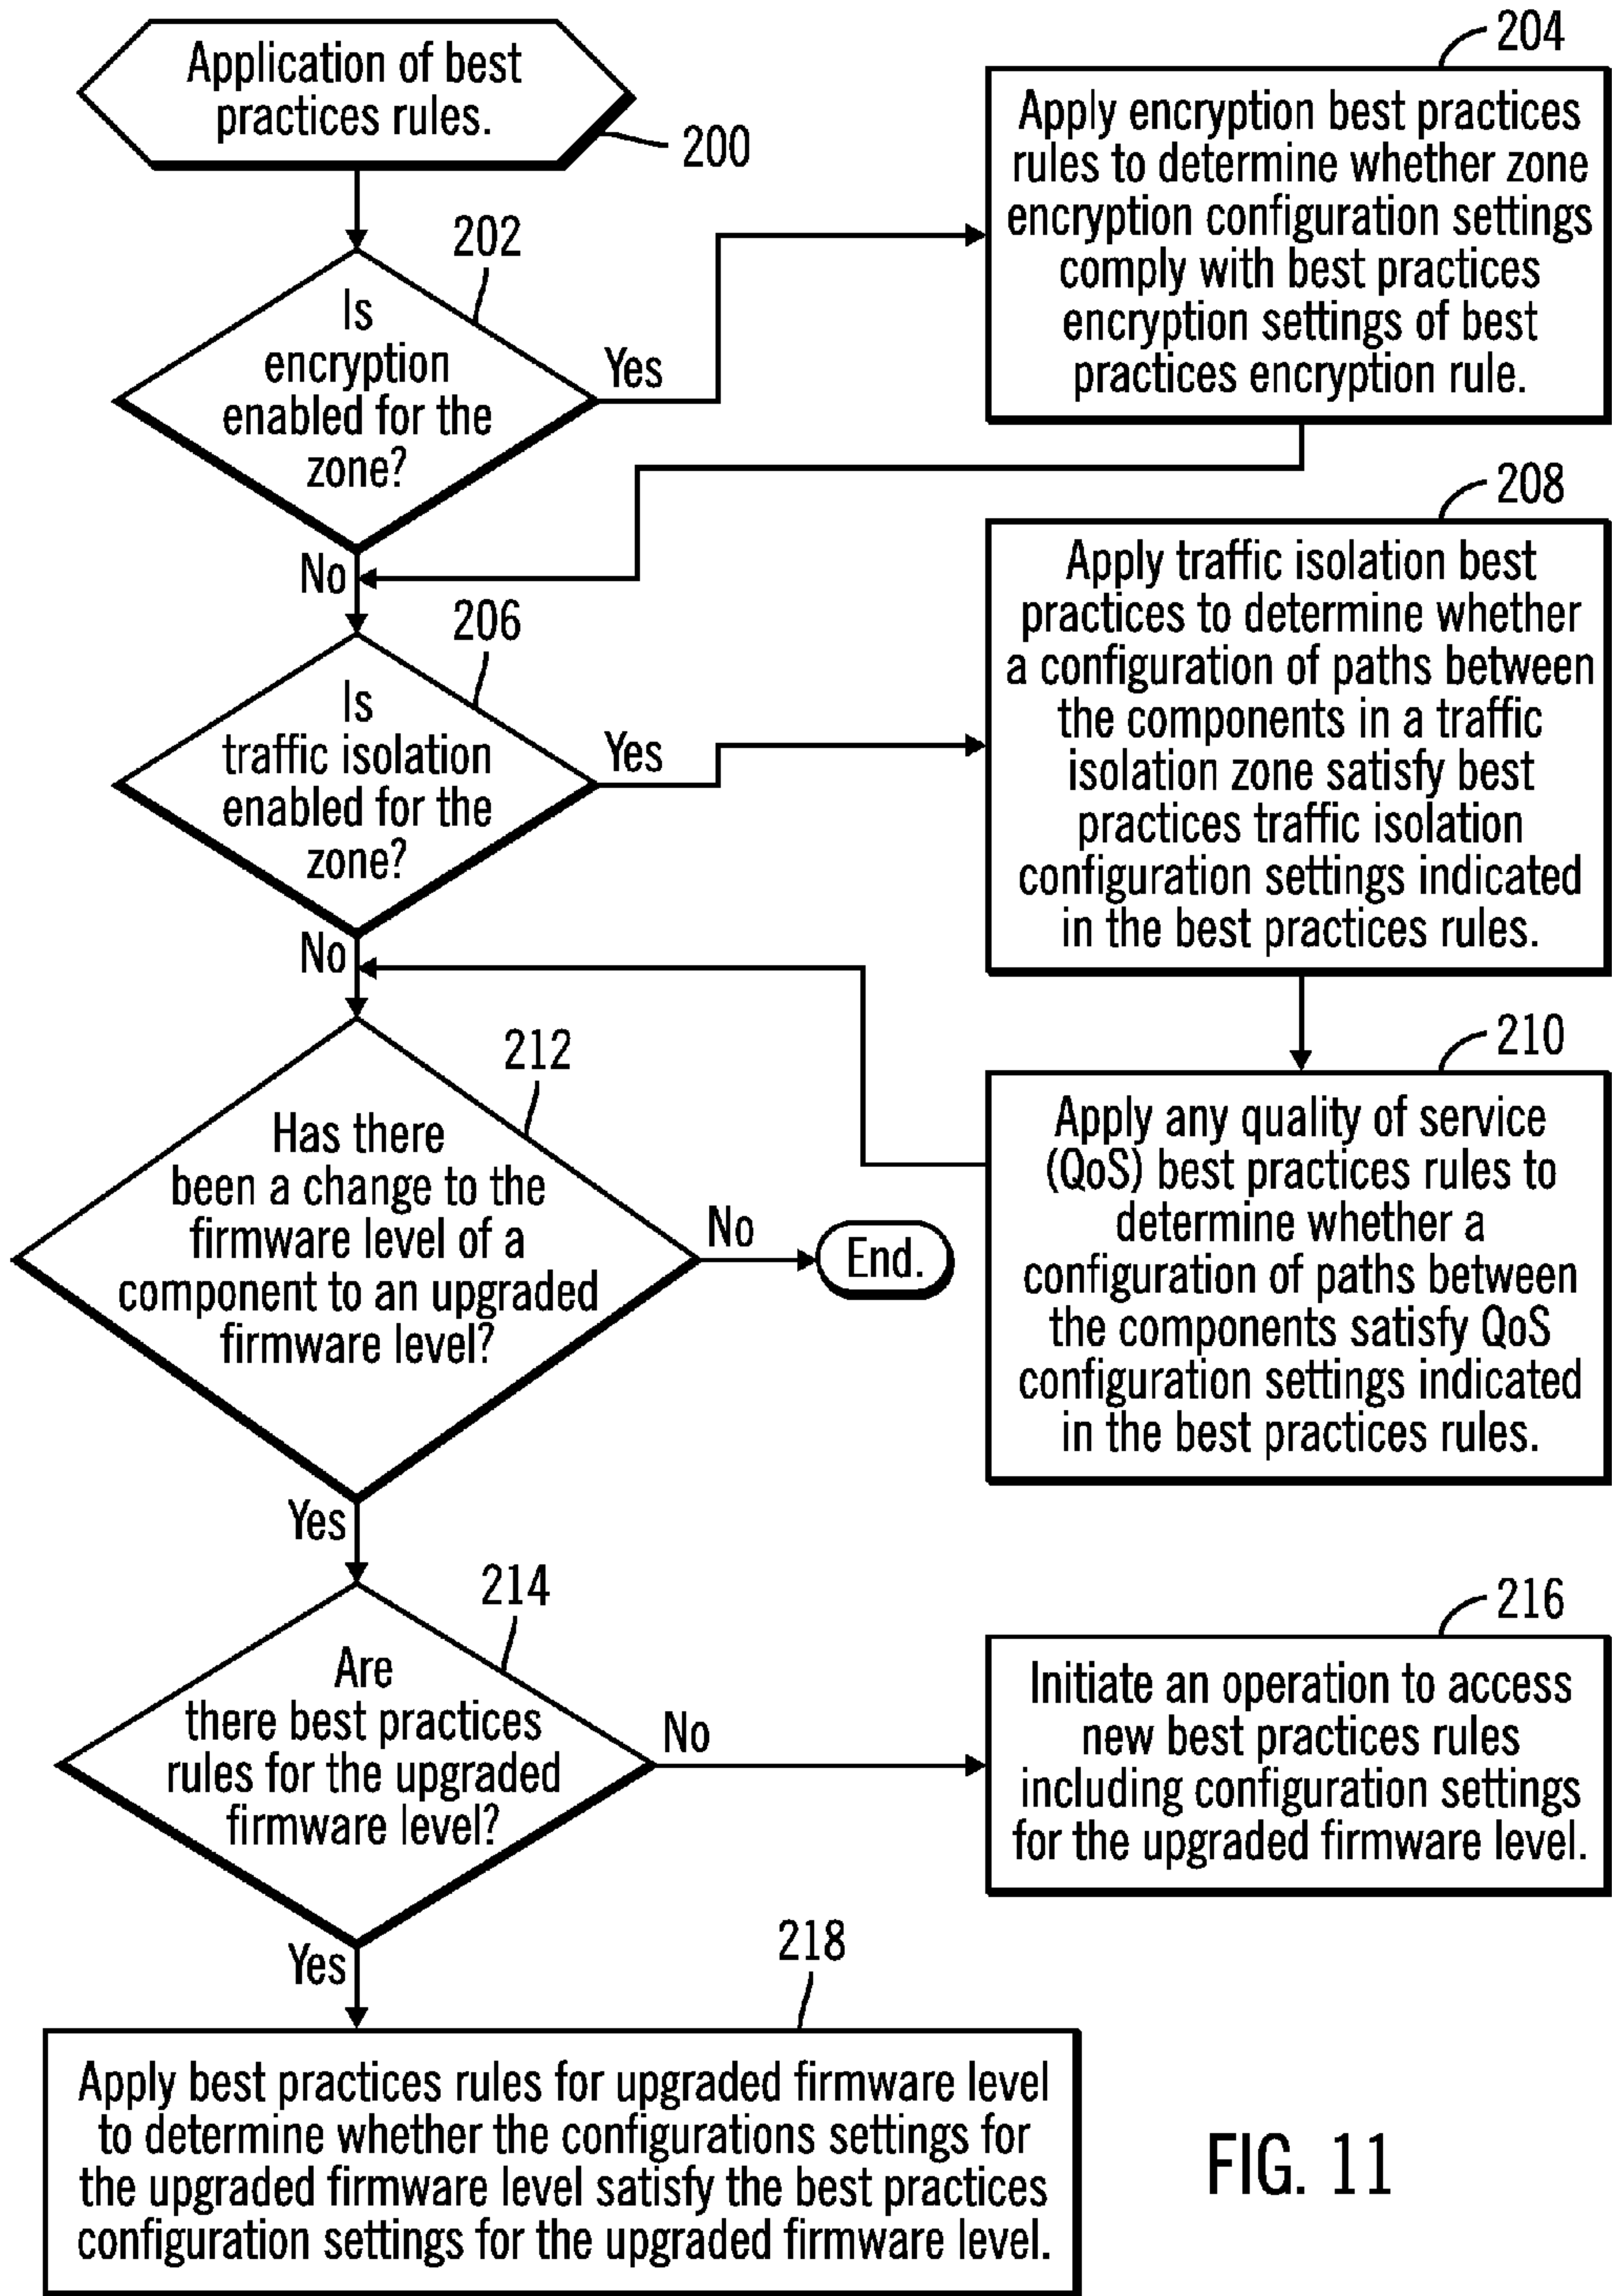 Application of best
practices rules.
200
204
Apply encryption best practices
rules to determine whether zone
encryption configuration settings
comply with best practices
encryption settings of best
practices encryption rule.
202
Is
encryption
enabled for the
zone?
Yes
No
206
Is
traffic isolation
enabled for the
zone?
Yes
No
208
Apply traffic isolation best
practices to determine whether
a configuration of paths between
the components in a traffic
isolation zone satisfy best
practices traffic isolation
configuration settings indicated
in the best practices rules.
210
Apply any quality of service
(QoS) best practices rules to
determine whether a
configuration of paths between
the components satisfy QoS
configuration settings indicated
in the best practices rules.
212
Has there
been a change to the
firmware level of a
component to an upgraded
firmware level?
No
End.
Yes
214
Are
there best practices
rules for the upgraded
firmware level?
No
216
Initiate an operation to access
new best practices rules
including configuration settings
for the upgraded firmware level.
Yes
218
Apply best practices rules for upgraded firmware level
to determine whether the configurations settings for
the upgraded firmware level satisfy the best practices
configuration settings for the upgraded firmware level.
FIG. 11